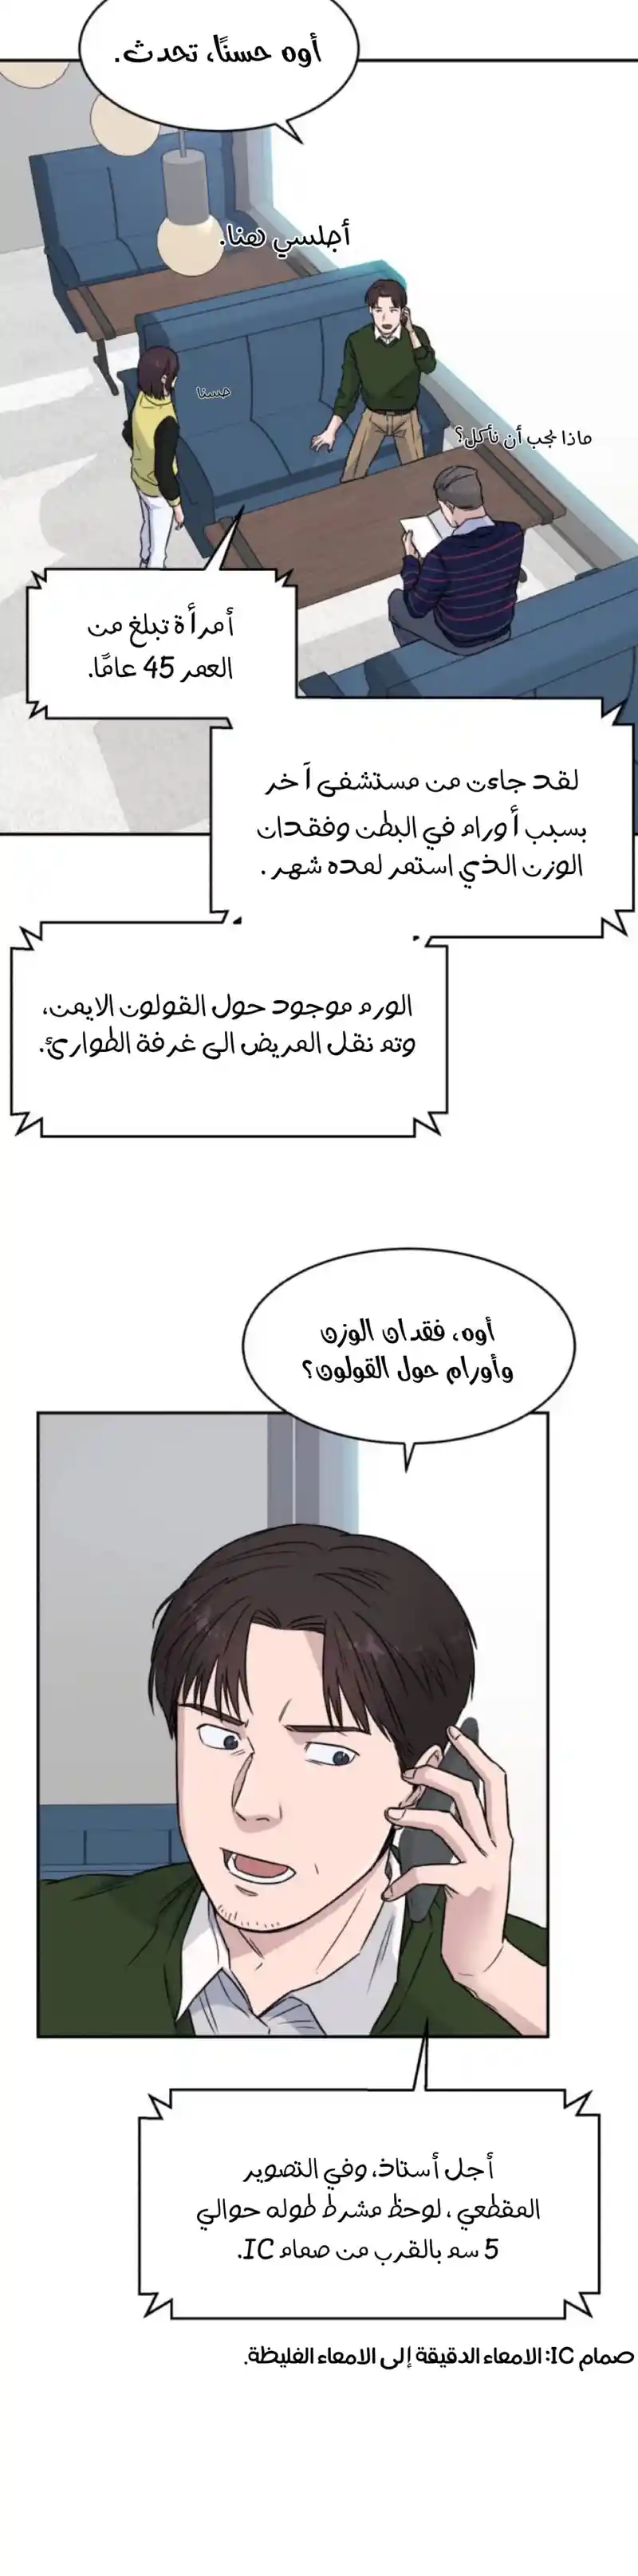 أوه حسنًا، تحدث.
أجلسي هنا.
حسنا
ماذا يجب أن نأكل؟
أمرأة تبلغ من
العمر 45 عامًا.
لقد جاءت من مستشفى آخر
بسبب أورام في البطن وفقدان
الوزن الذي استمر لمده شهر .
الورم موجود حول القولون الايمن،
وتم نقل المريض الى غرفة الطوارئ.
أوه، فقدان الوزن
وأورام حول القولون؟
أجل أستاذ، وفي التصوير
المقطعي ، لوحظ مشرط طوله حوالي
5 سم بالقرب من صمام IC.
صمام IC: الامعاء الدقيقة إلى الامعاء الغليظة.